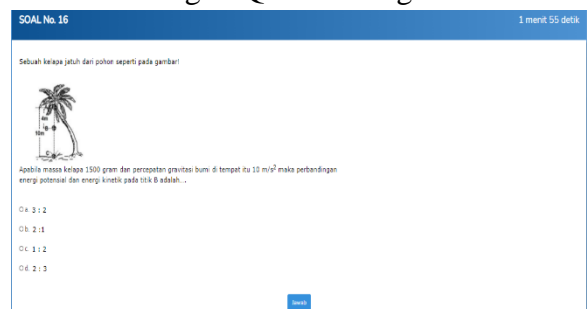 SOAL No. 16
1 menit 55 detik
Sebuah kelapa jatuh dari pohon seperti pada gambar!
4m
B
10m
C
Apabila massa kelapa 1500 gram dan percepatan gravitasi bumi di tempat itu 10 m/s² maka perbandingan
energi potensial dan energi kinetik pada titik B adalah...
a. 3 : 2
b. 2 :1
c. 1 : 2
d. 2 : 3
Jawab